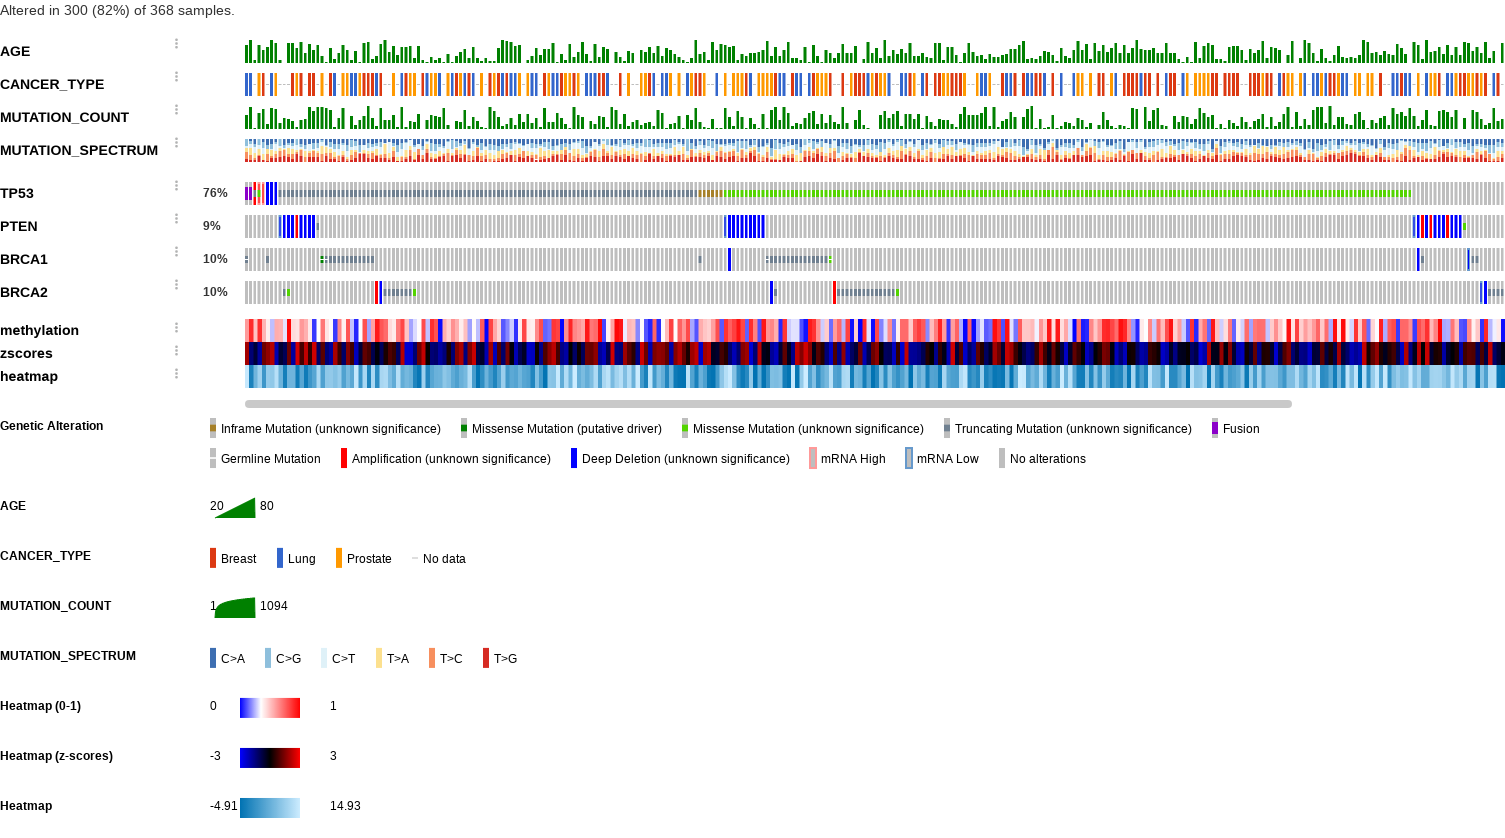 Altered in 300 (82%) of 368 samples.
AGE
CANCER_TYPE
MUTATION_COUNT
MUTATION_SPECTRUM
TP53 76%
PTEN 9%
BRCA1 10%
BRCA2 10%
methylation
zscores
heatmap
Genetic Alteration Inframe Mutation (unknown significance) Missense Mutation (putative driver) Missense Mutation (unknown significance) Truncating Mutation (unknown significance) Fusion
Germline Mutation Amplification (unknown significance) Deep Deletion (unknown significance) mRNA High mRNA Low No alterations
AGE 20 80
CANCER_TYPE Breast Lung Prostate No data
MUTATION_COUNT 1 1094
MUTATION_SPECTRUM C>A C>G C>T T>A T>C T>G
Heatmap (0-1) 0 1
Heatmap (z-scores) -3 3
Heatmap -4.91 14.93